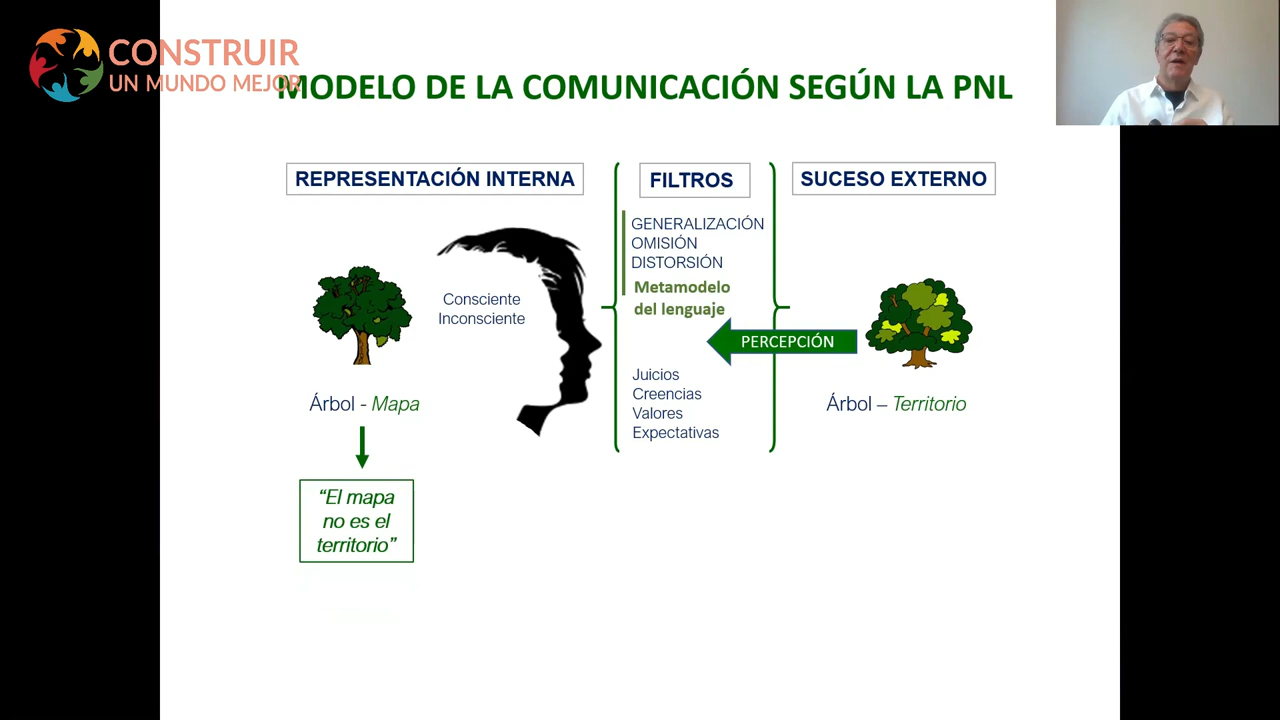 CONSTRUIR
UN MUNDO MEJOR
MODELO DE LA COMUNICACIÓN SEGÚN LA PNL
REPRESENTACIÓN INTERNA
FILTROS
SUCESO EXTERNO
GENERALIZACIÓN
OMISIÓN
DISTORSIÓN
Metamodelo
del lenguaje
Consciente
Inconsciente
PERCEPCIÓN
Juicios
Creencias
Valores
Expectativas
Árbol - Mapa
Árbol – Territorio
“El mapa
no es el
territorio”